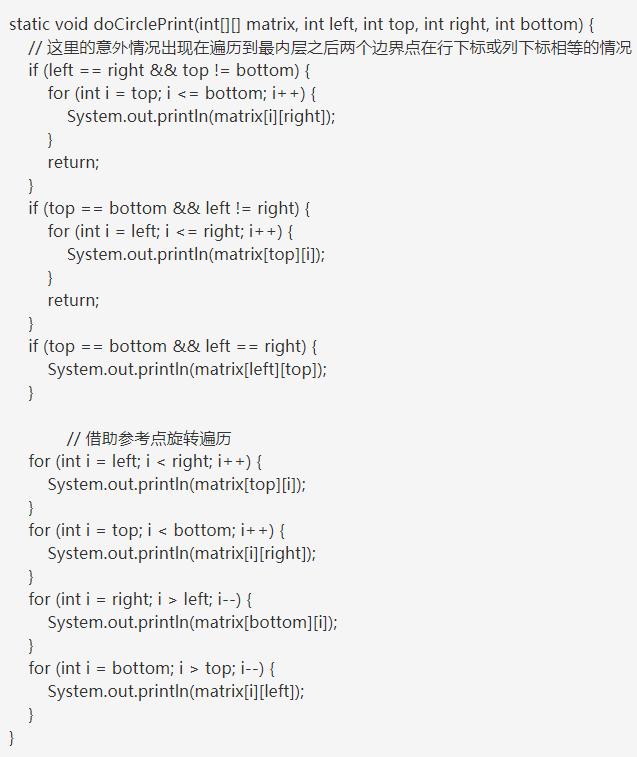 static void doCirclePrint(int[][] matrix, int left, int top, int right, int bottom) {
    // 这里的意外情况出现在遍历到最内层之后两个边界点在行下标或列下标相等的情况
    if (left == right && top != bottom) {
        for (int i = top; i <= bottom; i++) {
            System.out.println(matrix[i][right]);
        }
        return;
    }
    if (top == bottom && left != right) {
        for (int i = left; i <= right; i++) {
            System.out.println(matrix[top][i]);
        }
        return;
    }
    if (top == bottom && left == right) {
        System.out.println(matrix[left][top]);
    }

            // 借助参考点旋转遍历
    for (int i = left; i < right; i++) {
        System.out.println(matrix[top][i]);
    }
    for (int i = top; i < bottom; i++) {
        System.out.println(matrix[i][right]);
    }
    for (int i = right; i > left; i--) {
        System.out.println(matrix[bottom][i]);
    }
    for (int i = bottom; i > top; i--) {
        System.out.println(matrix[i][left]);
    }
}